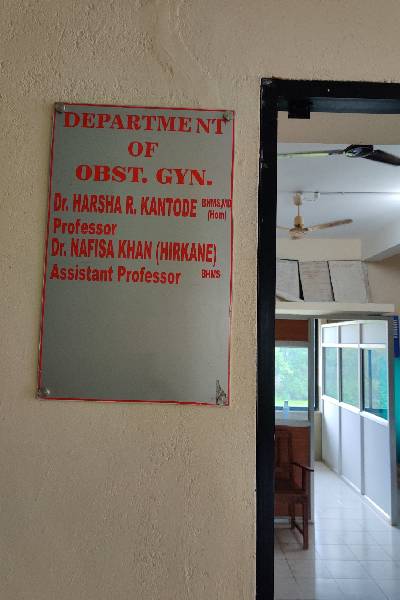 DEPARTMENT
OF
OBST. GYN.
Dr. HARSHA R. KANTODE BHMS,MD
(Hom)
Professor
Dr. NAFISA KHAN (HIRKANE)
Assistant Professor BHMS